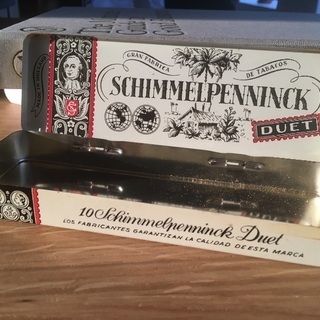 GRAN FABRICA DE TABACOS
SCHIMMELPENNINCK
DUET
10 Schimmelpenninck Duet
LOS FABRICANTES GARANTIZAN LA CALIDAD DE ESTA MARCA